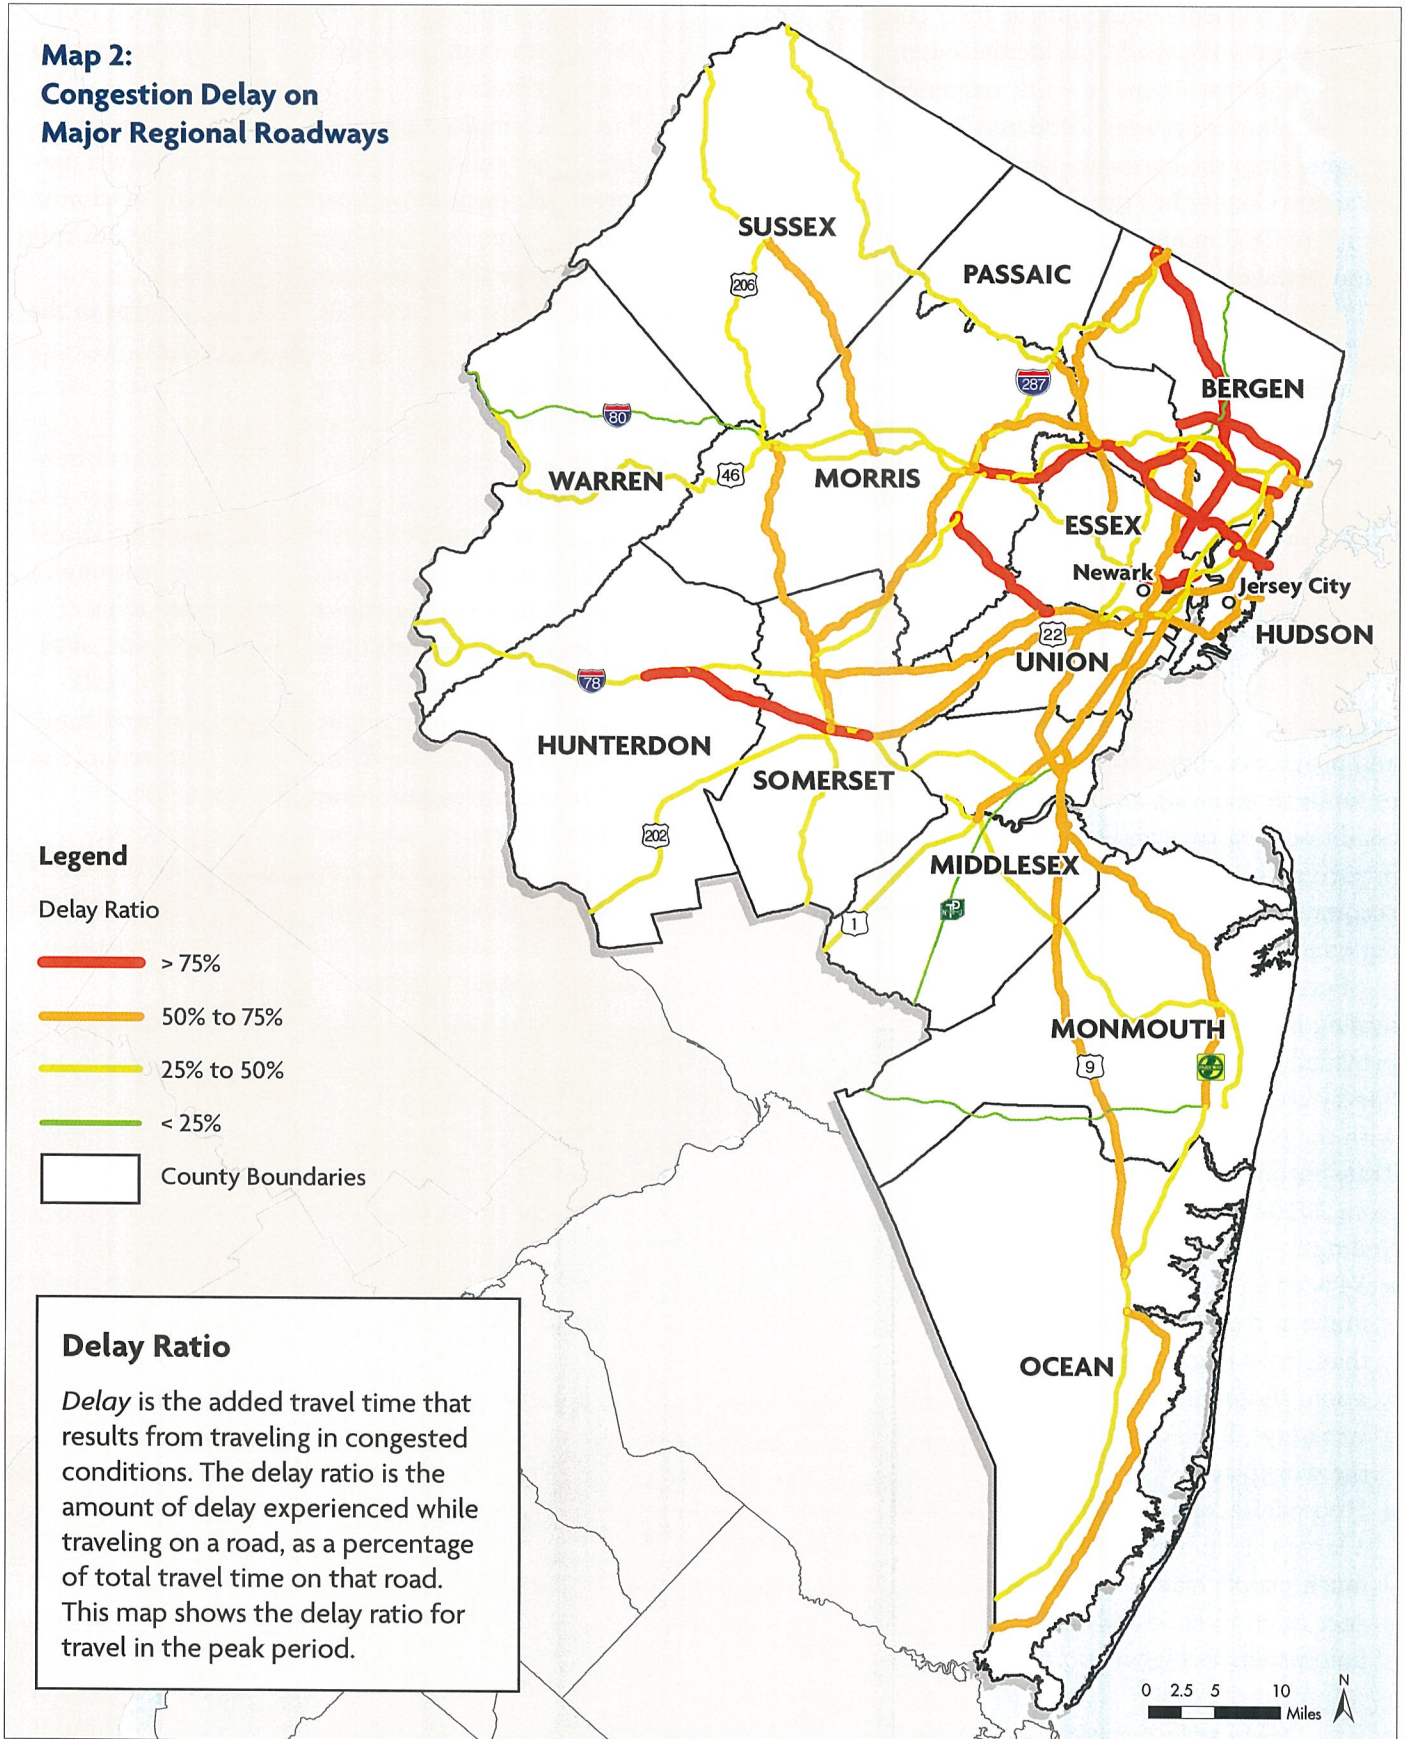 Map 2:
Congestion Delay on
Major Regional Roadways
SUSSEX
206
PASSAIC
287
BERGEN
80
WARREN
46
MORRIS
ESSEX
Newark
Jersey City
HUDSON
22
UNION
78
HUNTERDON
SOMERSET
202
MIDDLESEX
1
MONMOUTH
9
OCEAN
Legend
Delay Ratio
> 75%
50% to 75%
25% to 50%
< 25%
County Boundaries
Delay Ratio
Delay is the added travel time that
results from traveling in congested
conditions. The delay ratio is the
amount of delay experienced while
traveling on a road, as a percentage
of total travel time on that road.
This map shows the delay ratio for
travel in the peak period.
N
0 2.5 5 10
Miles